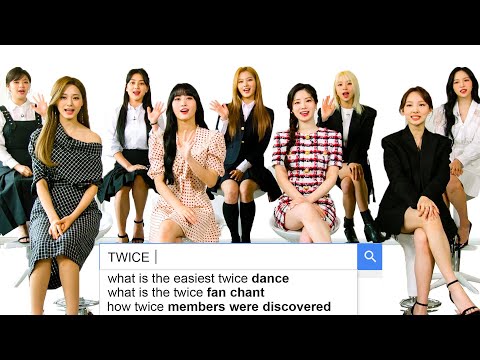 TWICE
what is the easiest twice dance
what is the twice fan chant
how twice members were discovered